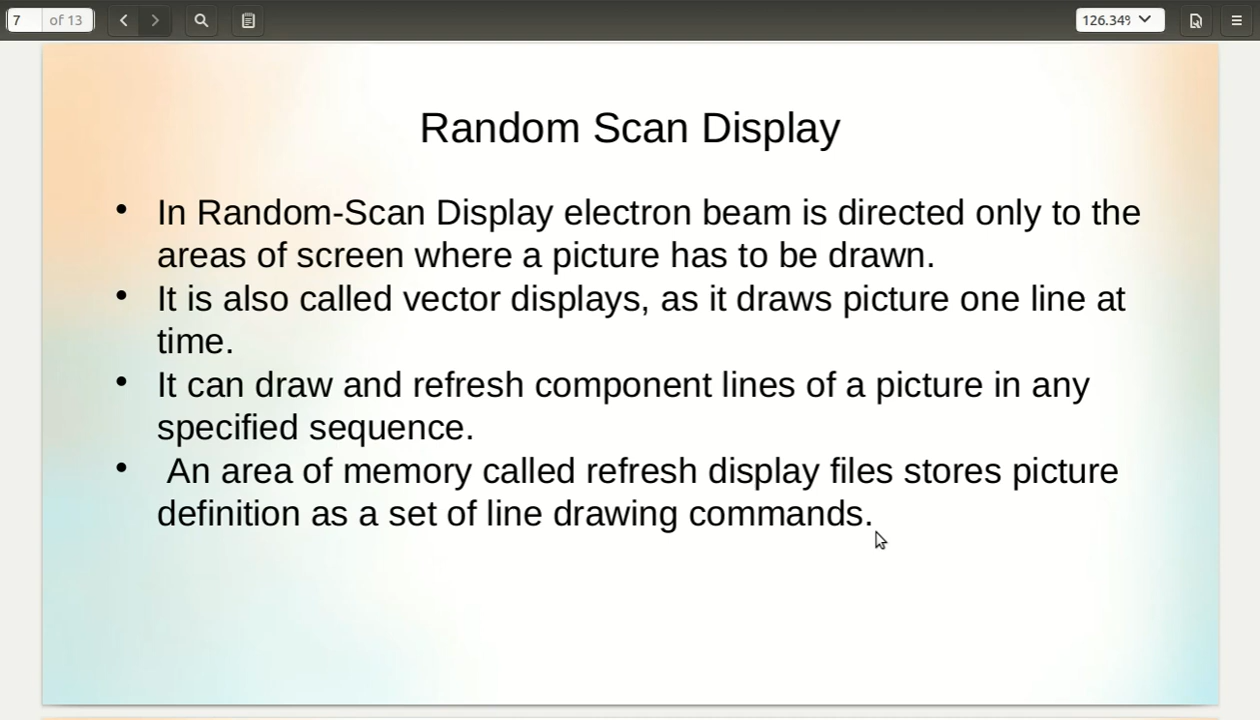 7 of 13 126.34%
Random Scan Display
• In Random-Scan Display electron beam is directed only to the
areas of screen where a picture has to be drawn.
• It is also called vector displays, as it draws picture one line at
time.
• It can draw and refresh component lines of a picture in any
specified sequence.
• An area of memory called refresh display files stores picture
definition as a set of line drawing commands.